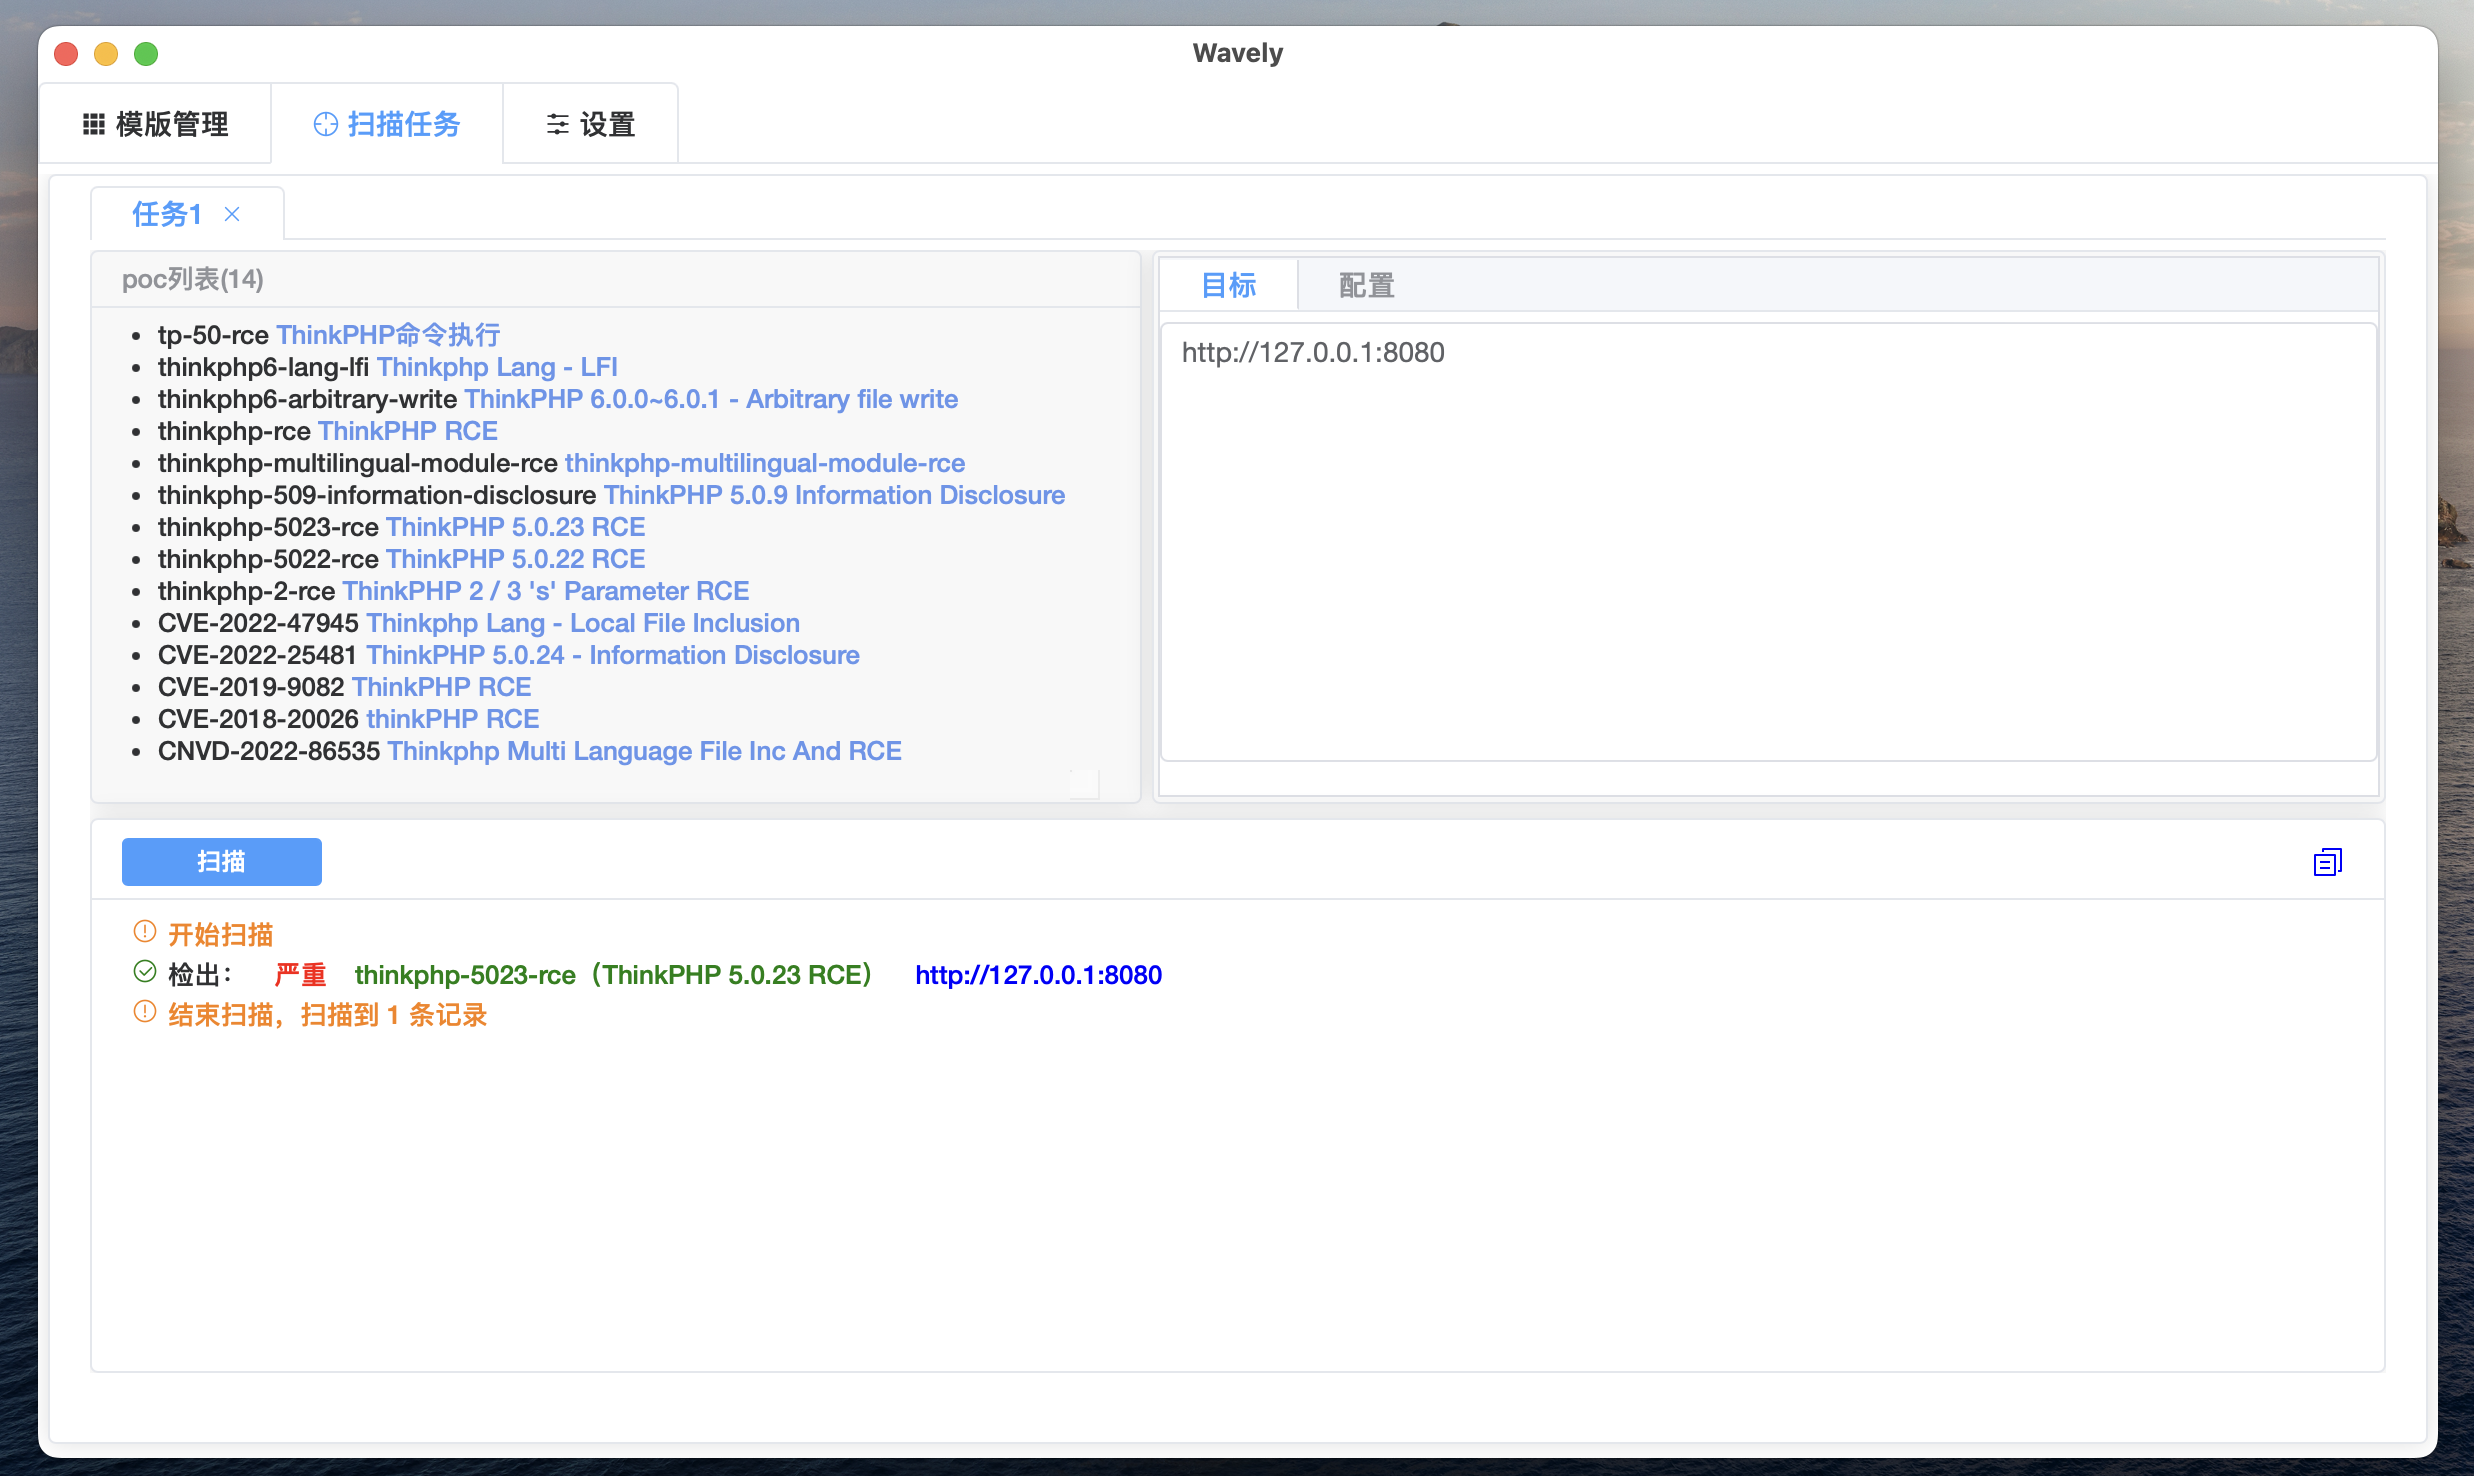 Wavely
模版管理 扫描任务 设置
任务1
poc列表(14)
tp-50-rce ThinkPHP命令执行
thinkphp6-lang-lfi Thinkphp Lang - LFI
thinkphp6-arbitrary-write ThinkPHP 6.0.0~6.0.1 - Arbitrary file write
thinkphp-rce ThinkPHP RCE
thinkphp-multilingual-module-rce thinkphp-multilingual-module-rce
thinkphp-509-information-disclosure ThinkPHP 5.0.9 Information Disclosure
thinkphp-5023-rce ThinkPHP 5.0.23 RCE
thinkphp-5022-rce ThinkPHP 5.0.22 RCE
thinkphp-2-rce ThinkPHP 2 / 3 's' Parameter RCE
CVE-2022-47945 Thinkphp Lang - Local File Inclusion
CVE-2022-25481 ThinkPHP 5.0.24 - Information Disclosure
CVE-2019-9082 ThinkPHP RCE
CVE-2018-20026 thinkPHP RCE
CNVD-2022-86535 Thinkphp Multi Language File Inc And RCE
目标 配置
http://127.0.0.1:8080
扫描
开始扫描
检出： 严重 thinkphp-5023-rce（ThinkPHP 5.0.23 RCE） http://127.0.0.1:8080
结束扫描，扫描到 1 条记录